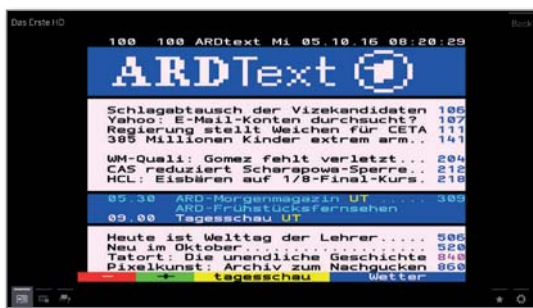 Das Erste HD
Back
100 100 ARDtext Mi 05.10.16 08:20:29
ARDText
Schlagabtausch der Vizekandidaten 106
Yahoo: E-Mail-Konten durchsucht? 107
Regierung stellt Weichen für CETA 111
385 Millionen Kinder extrem arm.. 141
WM-Quali: Gomez fehlt verletzt... 204
CAS reduziert Scharapowa-Sperre.. 212
HCL: Eisbären auf 1/8-Final-Kurs. 218
05.30 ARD-Morgenmagazin UT ..... 309
ARD-Frühstücksfernsehen
09.00 Tagesschau UT
Heute ist Welttag der Lehrer..... 506
Neu im Oktober................... 520
Tatort: Die unendliche Geschichte 840
Pixelkunst: Archiv zum Nachgucken 860
- + tagesschau Wetter